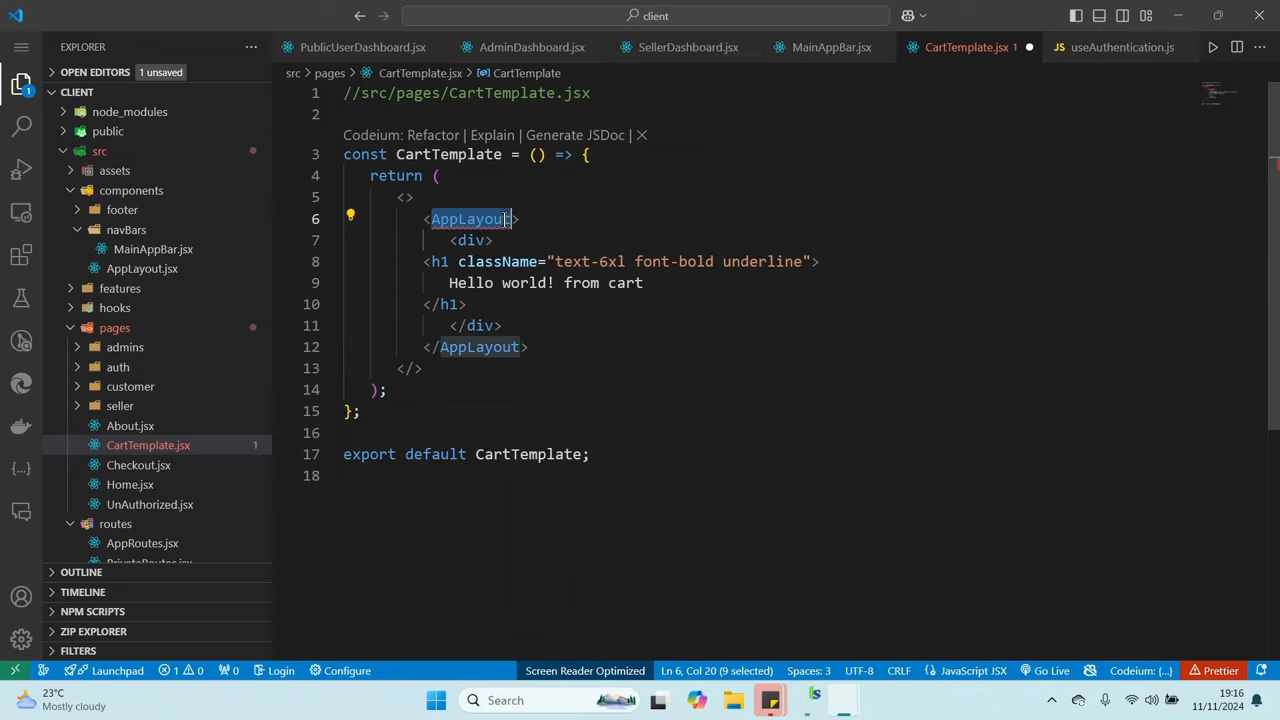 client
EXPLORER
PublicUserDashboard.jsx
AdminDashboard.jsx
SellerDashboard.jsx
MainAppBar.jsx
CartTemplate.jsx 1
useAuthentication.js
OPEN EDITORS 1 unsaved
src > pages > CartTemplate.jsx > CartTemplate
CLIENT
node_modules
public
src
assets
components
footer
navBars
MainAppBar.jsx
AppLayout.jsx
features
hooks
pages
admins
auth
customer
seller
About.jsx
CartTemplate.jsx 1
Checkout.jsx
Home.jsx
UnAuthorized.jsx
routes
AppRoutes.jsx
PrivateRoutes.jsx
OUTLINE
TIMELINE
NPM SCRIPTS
ZIP EXPLORER
FILES
1 //src/pages/CartTemplate.jsx
2
Codeium: Refactor | Explain | Generate JSDoc | X
3 const CartTemplate = () => {
4 return (
5 <>
6 <AppLayout>
7 <div>
8 <h1 className="text-6xl font-bold underline">
9 Hello world! from cart
10 </h1>
11 </div>
12 </AppLayout>
13 </>
14 );
15 };
16
17 export default CartTemplate;
18
Launchpad 1 0 0 Login Configure Screen Reader Optimized Ln 6, Col 20 (9 selected) Spaces: 3 UTF-8 CRLF {} JavaScript JSX Go Live Codeium: {...} Prettier
23°C
Mostly cloudy
Search
19:16
11/11/2024